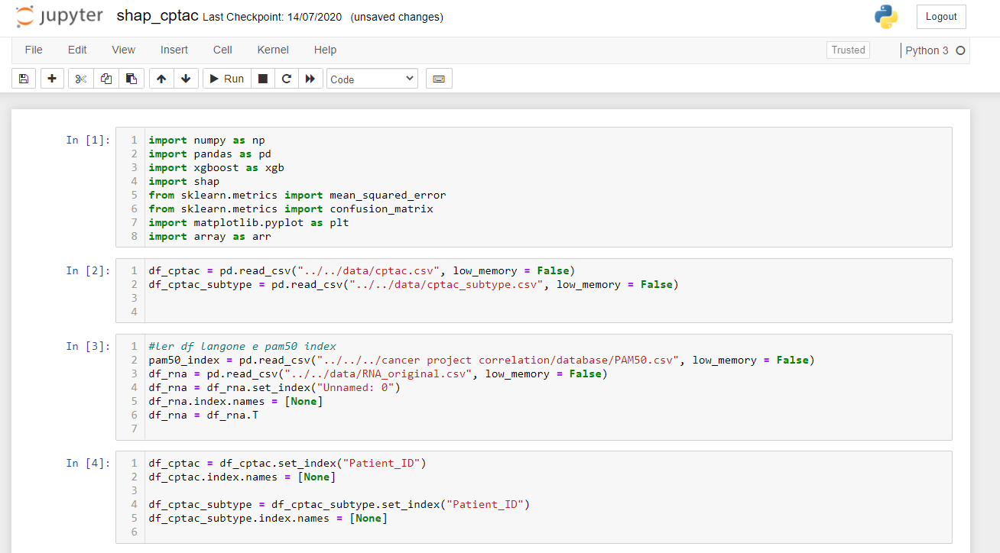 jupyter shap_cptac Last Checkpoint: 14/07/2020 (unsaved changes) Logout
File Edit View Insert Cell Kernel Help Trusted Python 3
Run Code
In [1]:
1 import numpy as np
2 import pandas as pd
3 import xgboost as xgb
4 import shap
5 from sklearn.metrics import mean_squared_error
6 from sklearn.metrics import confusion_matrix
7 import matplotlib.pyplot as plt
8 import array as arr
In [2]:
1 df_cptac = pd.read_csv("../../data/cptac.csv", low_memory = False)
2 df_cptac_subtype = pd.read_csv("../../data/cptac_subtype.csv", low_memory = False)
3
4
In [3]:
1 #ler df langone e pam50 index
2 pam50_index = pd.read_csv("../../../cancer project correlation/database/PAM50.csv", low_memory = False)
3 df_rna = pd.read_csv("../../data/RNA_original.csv", low_memory = False)
4 df_rna = df_rna.set_index("Unnamed: 0")
5 df_rna.index.names = [None]
6 df_rna = df_rna.T
7
In [4]:
1 df_cptac = df_cptac.set_index("Patient_ID")
2 df_cptac.index.names = [None]
3
4 df_cptac_subtype = df_cptac_subtype.set_index("Patient_ID")
5 df_cptac_subtype.index.names = [None]
6